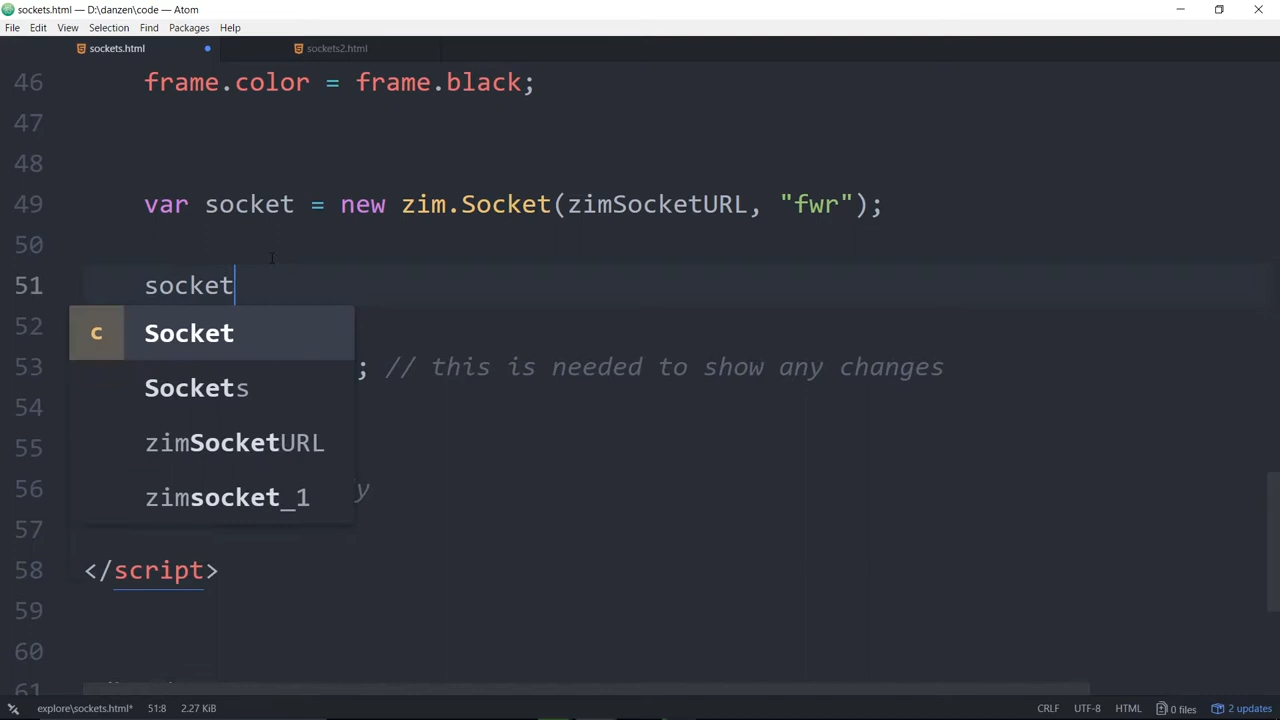 sockets.html — D:\danzen\code — Atom
File Edit View Selection Find Packages Help
sockets.html sockets2.html
46 frame.color = frame.black;
47
48
49 var socket = new zim.Socket(zimSocketURL, "fwr");
50
51 socket
c Socket
52
53 ; // this is needed to show any changes
Sockets
54
55 zimSocketURL
56 y
zimsocket_1
57
58 </script>
59
60
61
explore\sockets.html* 51:8 2.27 KiB CRLF UTF-8 HTML 0 files 2 updates